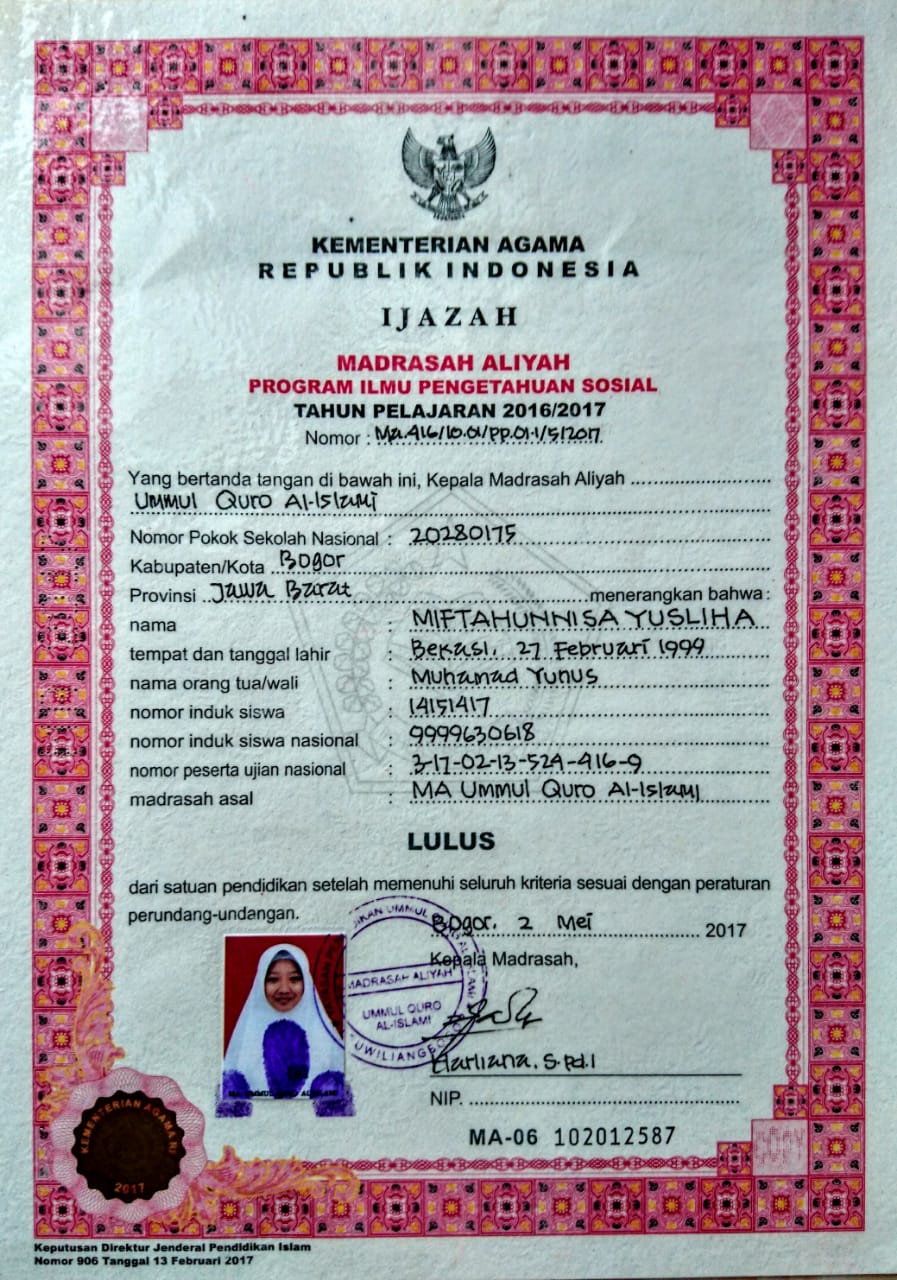 KEMENTERIAN AGAMA
REPUBLIK INDONESIA
IJAZAH
MADRASAH ALIYAH
PROGRAM ILMU PENGETAHUAN SOSIAL
TAHUN PELAJARAN 2016/2017
Nomor : Ma.416/10.01/PP.01.1/5/2017
Yang bertanda tangan di bawah ini, Kepala Madrasah Aliyah
Ummul Quro Al-Islami
Nomor Pokok Sekolah Nasional : 20280175
Kabupaten/Kota Bogor
Provinsi Jawa Barat menerangkan bahwa :
nama : MIFTAHUNNISA YUSLIHA
tempat dan tanggal lahir : Bekasi, 27 Februari 1999
nama orang tua/wali : Muhamad Yunus
nomor induk siswa : 14151417
nomor induk siswa nasional : 9999630618
nomor peserta ujian nasional : 3-17-02-13-524-416-9
madrasah asal : MA Ummul Quro Al-Islami
LULUS
dari satuan pendidikan setelah memenuhi seluruh kriteria sesuai dengan peraturan
perundang-undangan.
Bogor, 2 Mei 2017
Kepala Madrasah,
MADRASAH ALIYAH
UMMUL QURO
AL-ISLAMI
Harliana, S.Pd.I
NIP.
MA-06 102012587
KEMENTERIAN AGAMA RI
2017
Keputusan Direktur Jenderal Pendidikan Islam
Nomor 906 Tanggal 13 Februari 2017